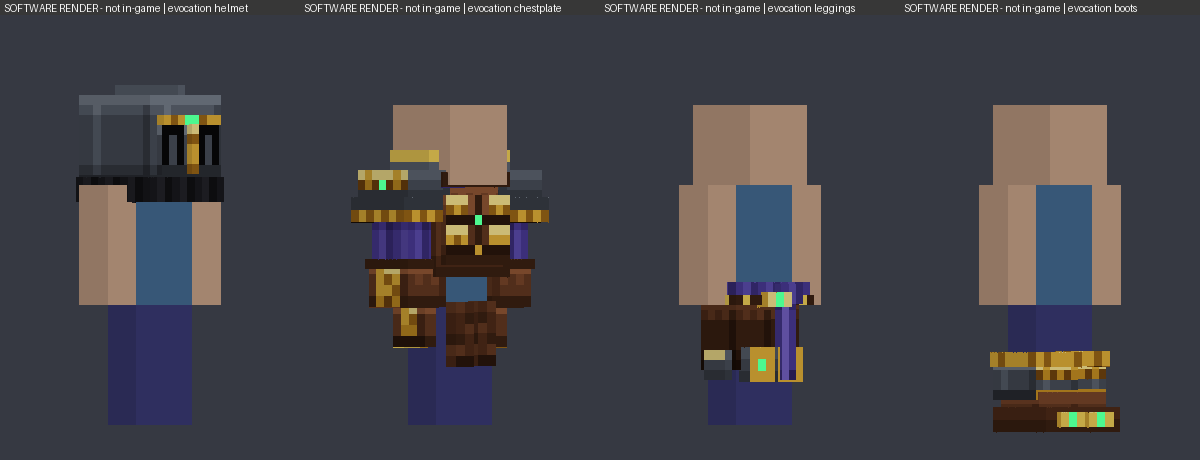 SOFTWARE RENDER - not in-game | evocation helmet
SOFTWARE RENDER - not in-game | evocation chestplate
SOFTWARE RENDER - not in-game | evocation leggings
SOFTWARE RENDER - not in-game | evocation boots